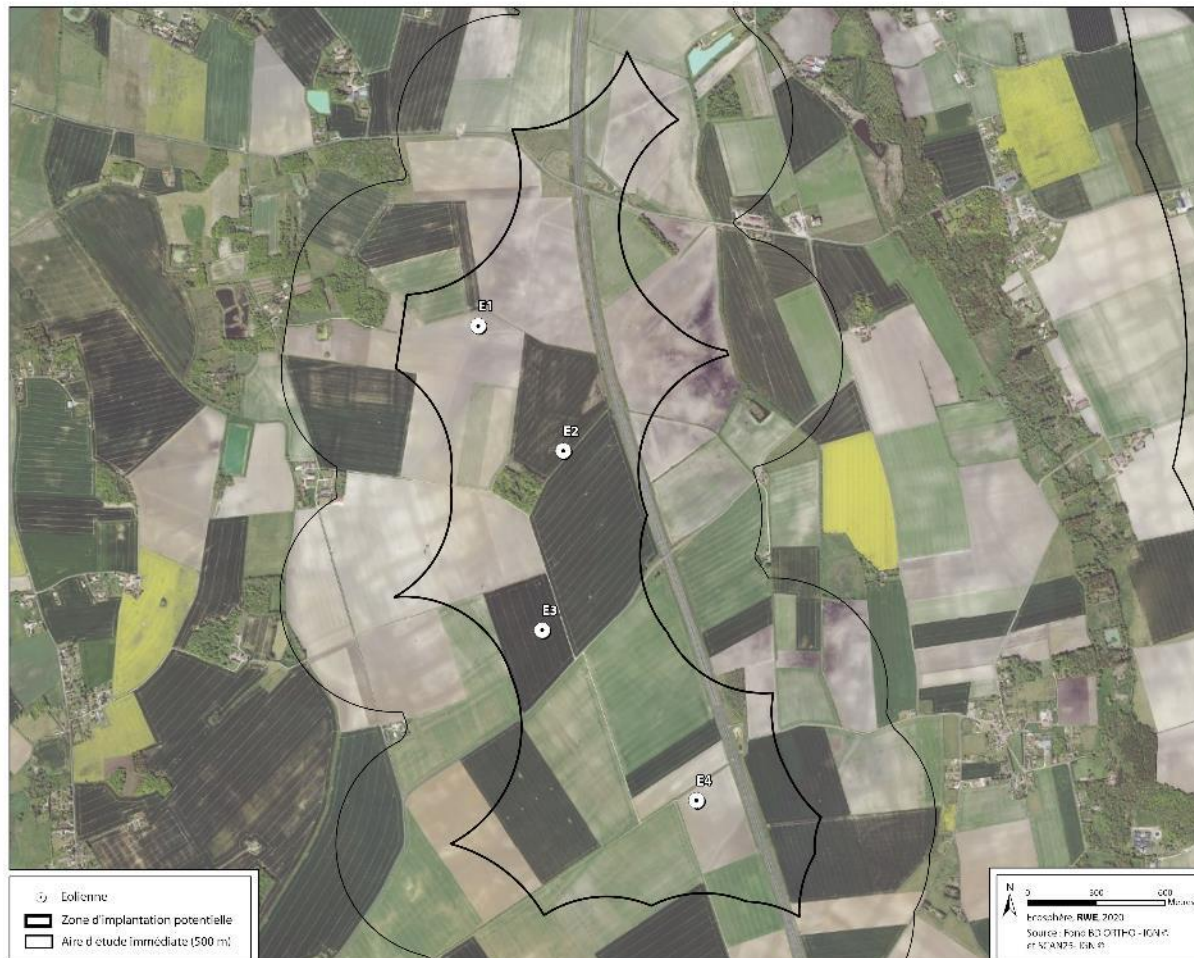 E1
E2
E3
E4
Eolienne
Zone d'implantation potentielle
Aire d'étude immédiate (500 m)
N
0 300 600
Metres
Ecosphère, RWE, 2020
Source : Fond BD ORTHO - IGN©
et SCAN25- IGN ©